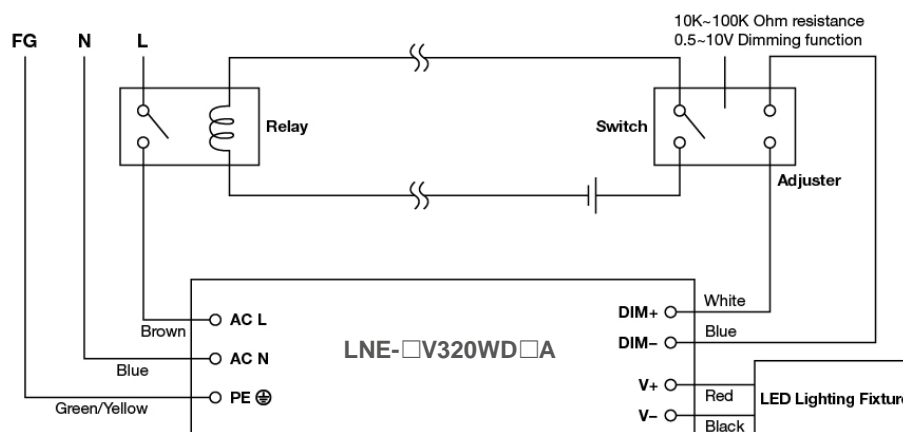 10K~100K Ohm resistance
0.5~10V Dimming function
FG N L
Relay
Switch
Adjuster
Brown
AC L
Blue
AC N
Green/Yellow
PE
LNE-□V320WD□A
DIM+
White
DIM−
Blue
V+
Red
V−
Black
LED Lighting Fixture